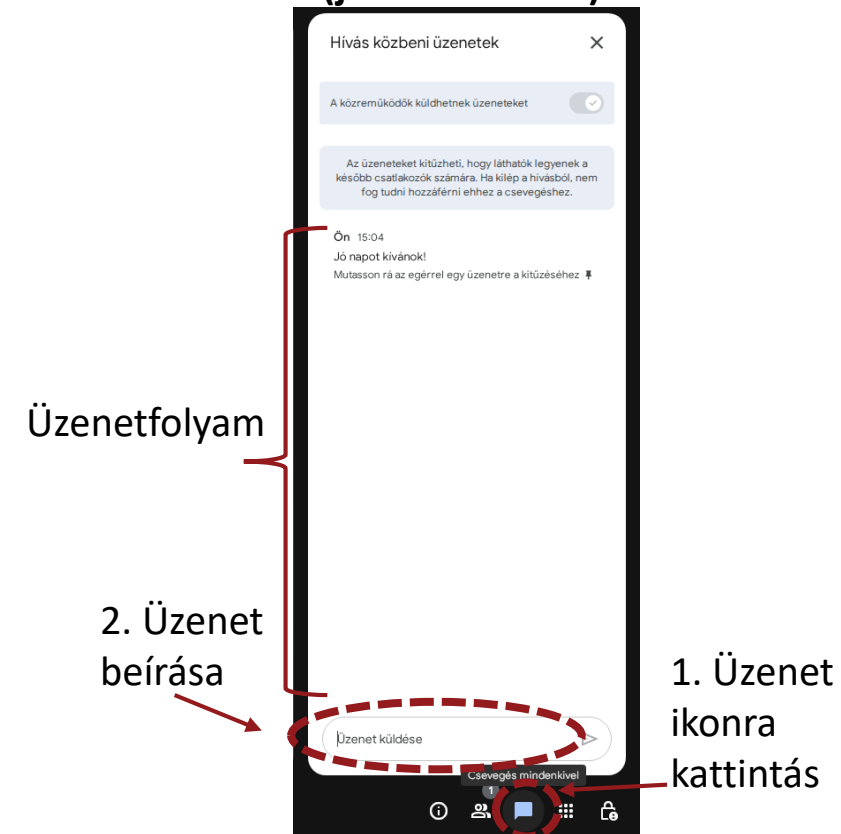 Hívás közbeni üzenetek
A közreműködők küldhetnek üzeneteket
Az üzeneteket kitűzheti, hogy láthatók legyenek a
később csatlakozók számára. Ha kilép a hívásból, nem
fog tudni hozzáférni ehhez a csevegéshez.
Ön 15:04
Jó napot kívánok!
Mutasson rá az egérrel egy üzenetre a kitűzéséhez
Üzenetfolyam
2. Üzenet
beírása
1. Üzenet
ikonra
kattintás
Üzenet küldése
Csevegés mindenkivel
1